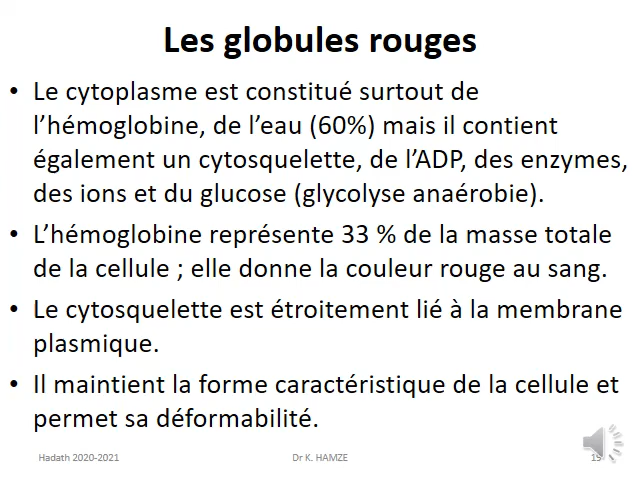 Les globules rouges
• Le cytoplasme est constitué surtout de
l’hémoglobine, de l’eau (60%) mais il contient
également un cytosquelette, de l’ADP, des enzymes,
des ions et du glucose (glycolyse anaérobie).
• L’hémoglobine représente 33 % de la masse totale
de la cellule ; elle donne la couleur rouge au sang.
• Le cytosquelette est étroitement lié à la membrane
plasmique.
• Il maintient la forme caractéristique de la cellule et
permet sa déformabilité.
Hadath 2020-2021 Dr K. HAMZE 19